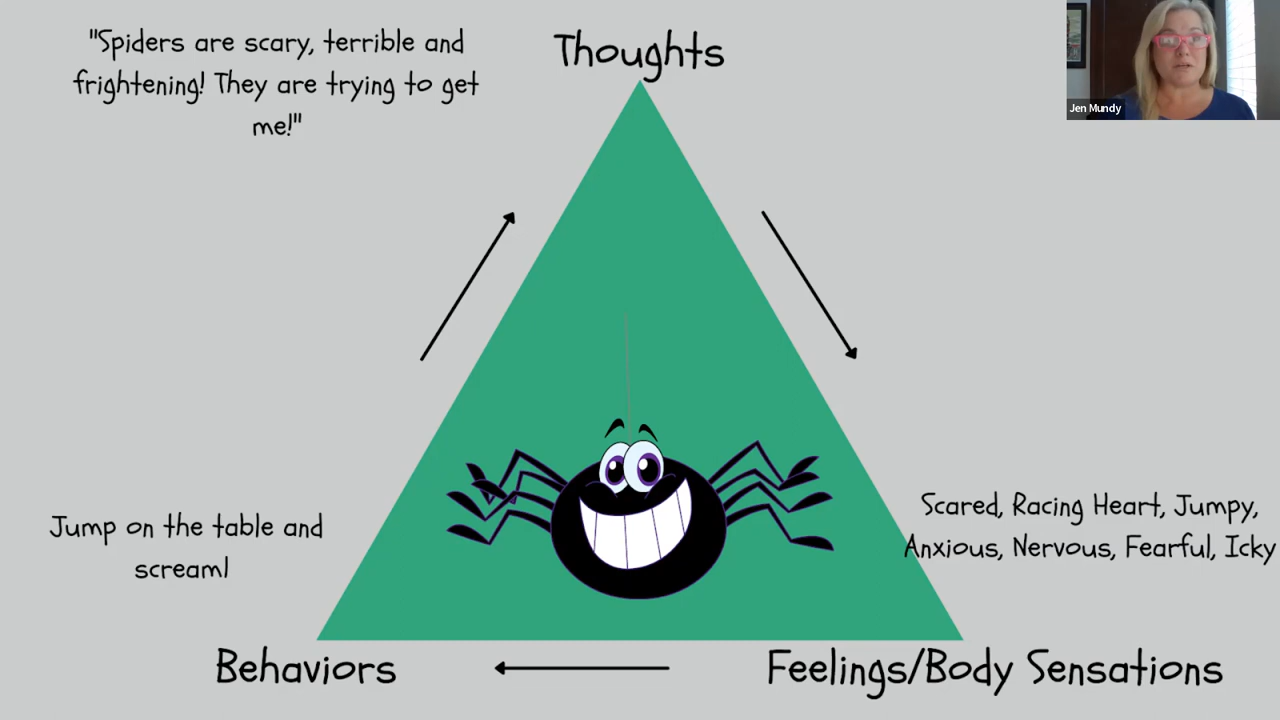 "Spiders are scary, terrible and
frightening! They are trying to get
me!"
Thoughts
Jen Mundy
Jump on the table and
scream!
Scared, Racing Heart, Jumpy,
Anxious, Nervous, Fearful, Icky
Behaviors
Feelings/Body Sensations